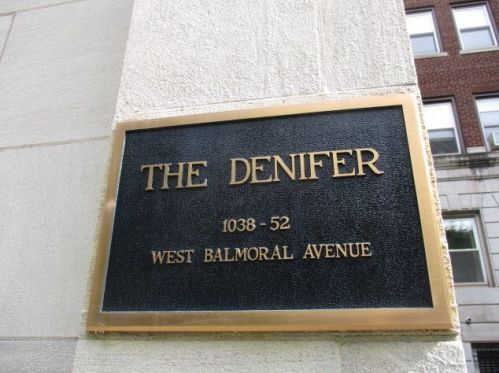 THE DENIFER
1038 - 52
WEST BALMORAL AVENUE